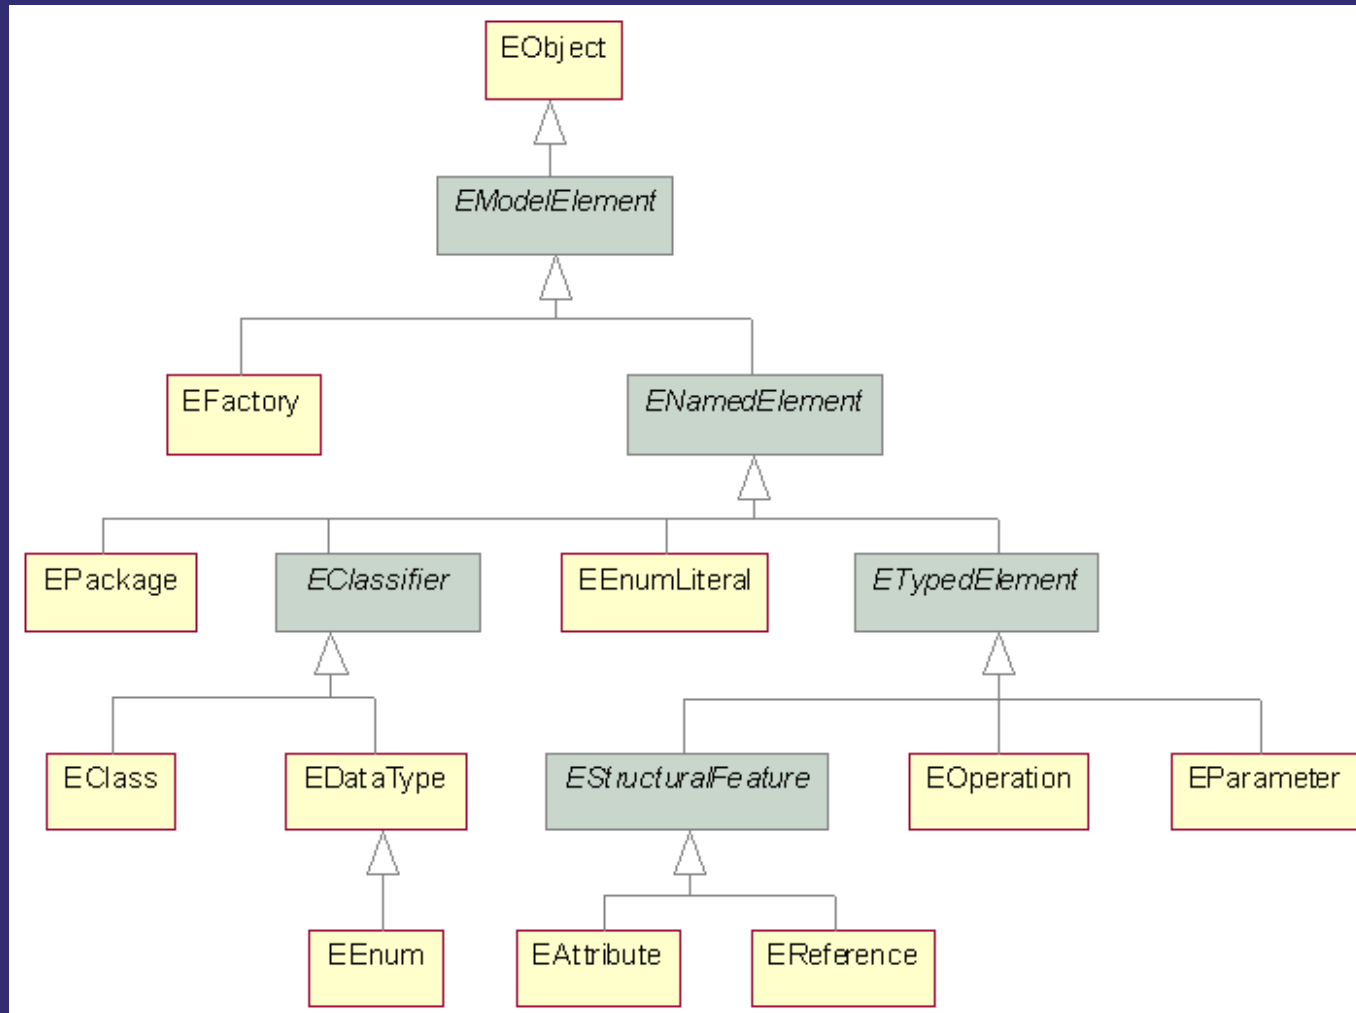 EObject
EModelElement
EFactory
ENamedElement
EPackage
EClassifier
EEnumLiteral
ETypedElement
EClass
EDataType
EStructuralFeature
EOperation
EParameter
EEnum
EAttribute
EReference